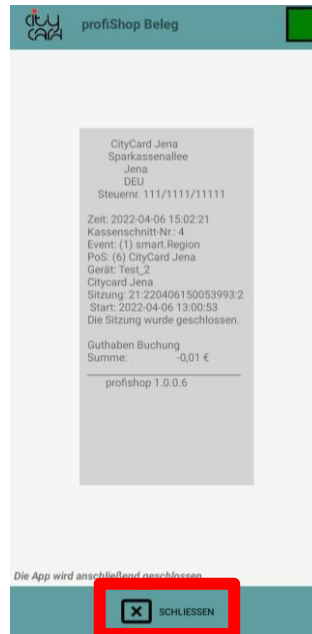 city
card
profiShop Beleg
CityCard Jena
Sparkassenallee
Jena
DEU
Steuernr. 111/1111/11111
Zeit: 2022-04-06 15:02:21
Kassenschnitt-Nr.: 4
Event: (1) smart.Region
PoS: (6) CityCard Jena
Gerät: Test_2
Citycard Jena
Sitzung: 21:220406150053993:2
Start: 2022-04-06 13:00:53
Die Sitzung wurde geschlossen.
Guthaben Buchung
Summe: -0,01 €
profishop 1.0.0.6
Die App wird anschließend geschlossen
SCHLIESSEN